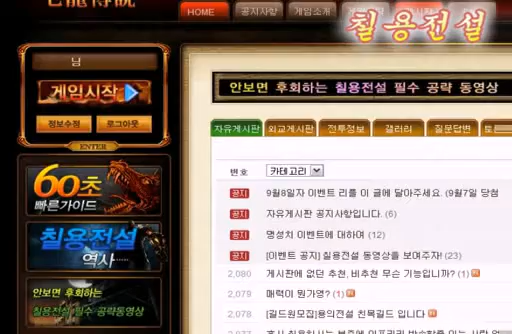 七龍傳說
HOME
공지사항
게임소개
칠용전설
님
게임시작
정보수정
로그아웃
ENTER
안보면 후회하는 칠용전설 필수 공략 동영상
자유게시판
외교게시판
전투정보
갤러리
질문답변
토
번호
카테고리
60초
빠른가이드
칠용전설
역사
안보면 후회하는
칠용전설 필수 공략동영상
공지 9월8일자 이벤트 리플 이 글에 달아주세요. (9월7일 당첨
공지 자유게시판 공지사항입니다. (6)
공지 명성치 이벤트에 대하여 (12)
공지 [이벤트 공지] 칠용전설 동영상을 보여주자! (23)
2,080 게시판에 없던 추천, 비추천 무슨 기능입니까? (1)
2,079 매력이 뭔가영? (1)
2,078 [길드원모집]용의전설 친목길드 입니다